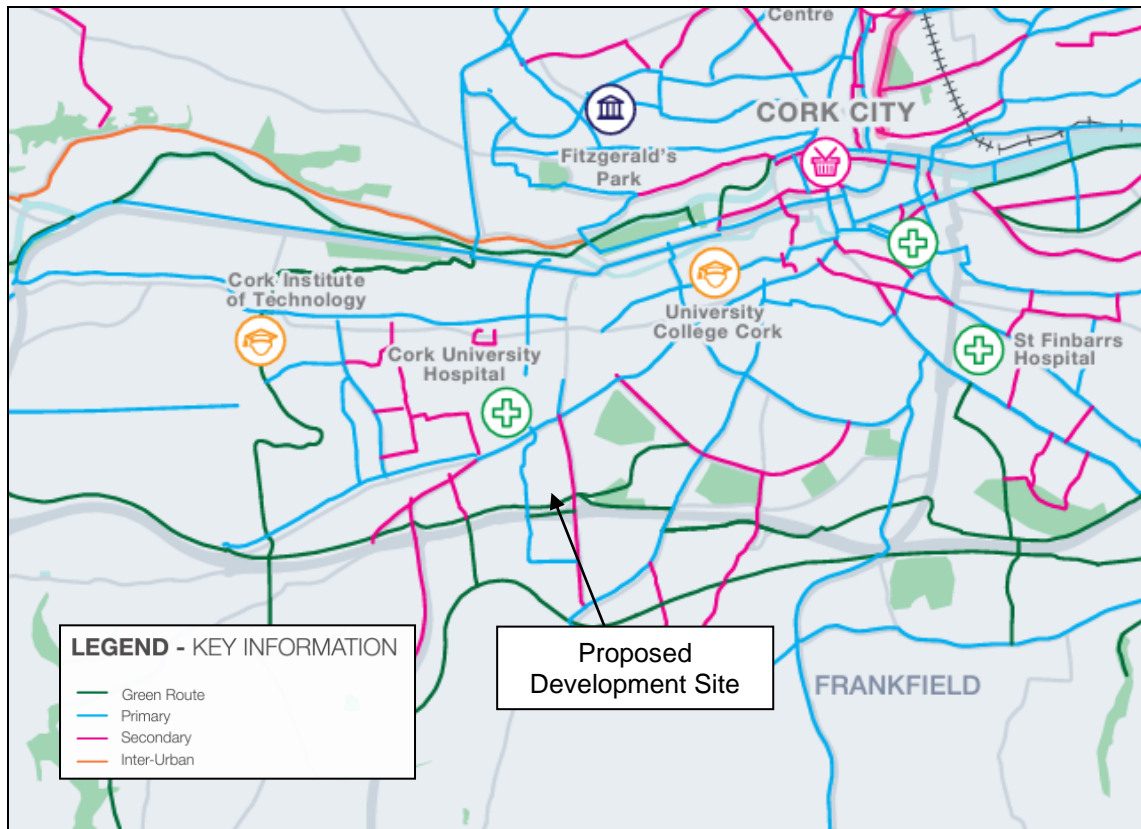 Centre
CORK CITY
Fitzgerald's
Park
Cork Institute
of Technology
University
College Cork
St Finbarrs
Hospital
Cork University
Hospital
LEGEND - KEY INFORMATION
Green Route
Primary
Secondary
Inter-Urban
Proposed
Development Site
FRANKFIELD